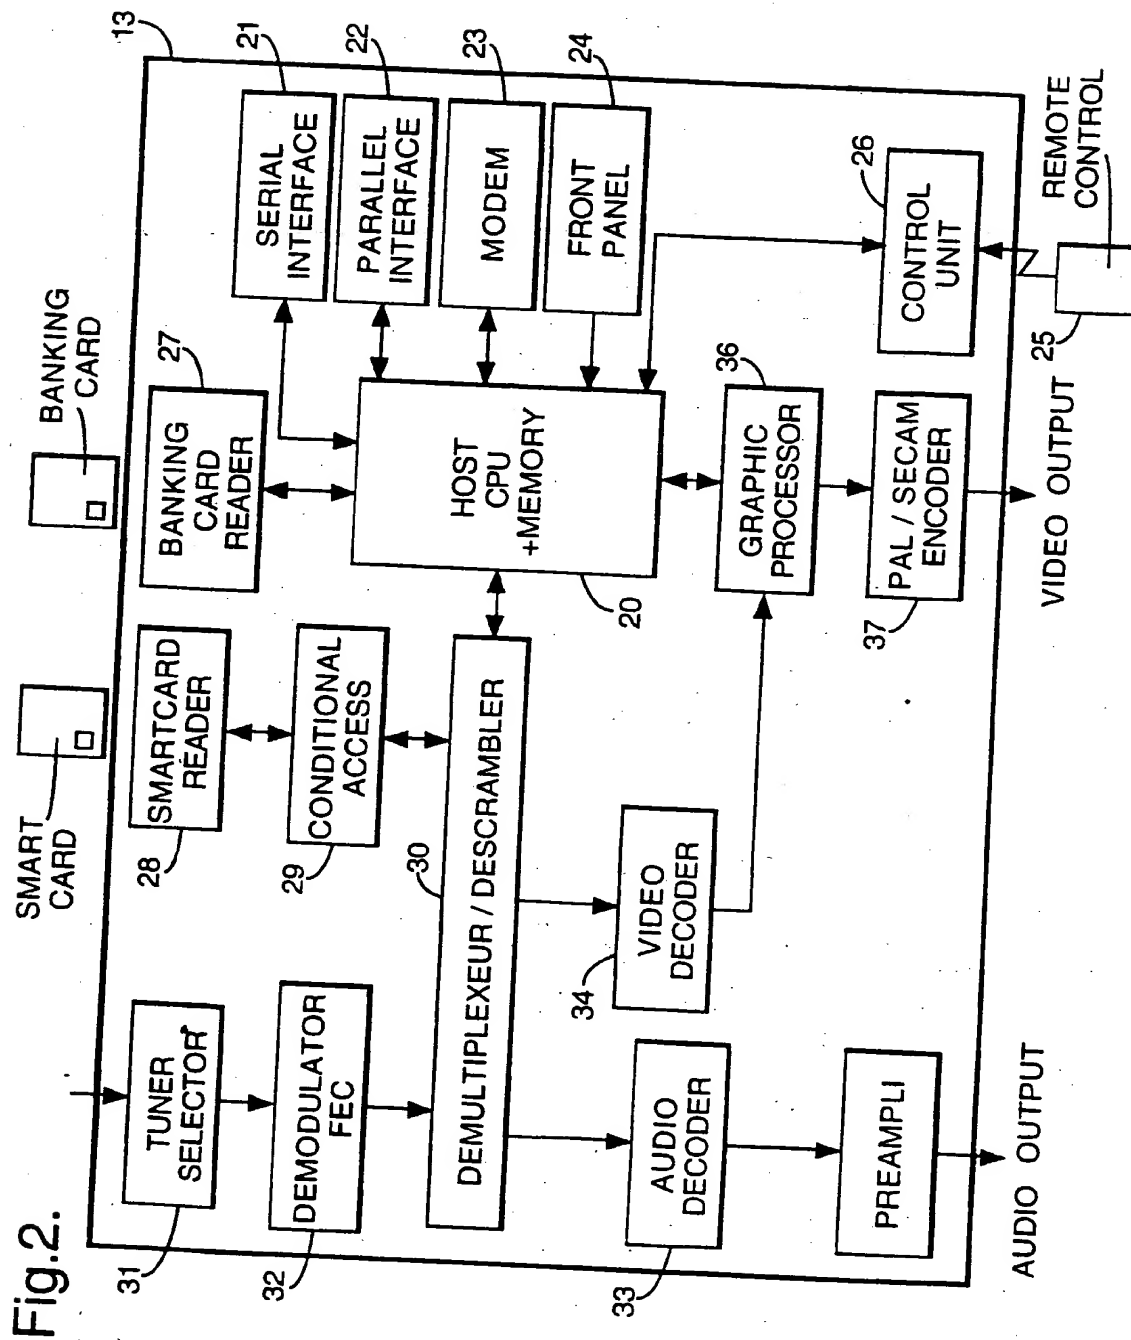 Fig.2.
SMART
CARD
BANKING
CARD
13
31
TUNER
SELECTOR
28
SMARTCARD
READER
BANKING
CARD
READER
27
SERIAL
INTERFACE
21
32
DEMODULATOR
FEC
29
CONDITIONAL
ACCESS
PARALLEL
INTERFACE
22
30
DEMULTIPLEXEUR / DESCRAMBLER
HOST
CPU
+MEMORY
20
MODEM
23
FRONT
PANEL
24
33
AUDIO
DECODER
34
VIDEO
DECODER
GRAPHIC
PROCESSOR
36
PREAMPLI
37
PAL / SECAM
ENCODER
CONTROL
UNIT
26
AUDIO OUTPUT
VIDEO OUTPUT
25
REMOTE
CONTROL